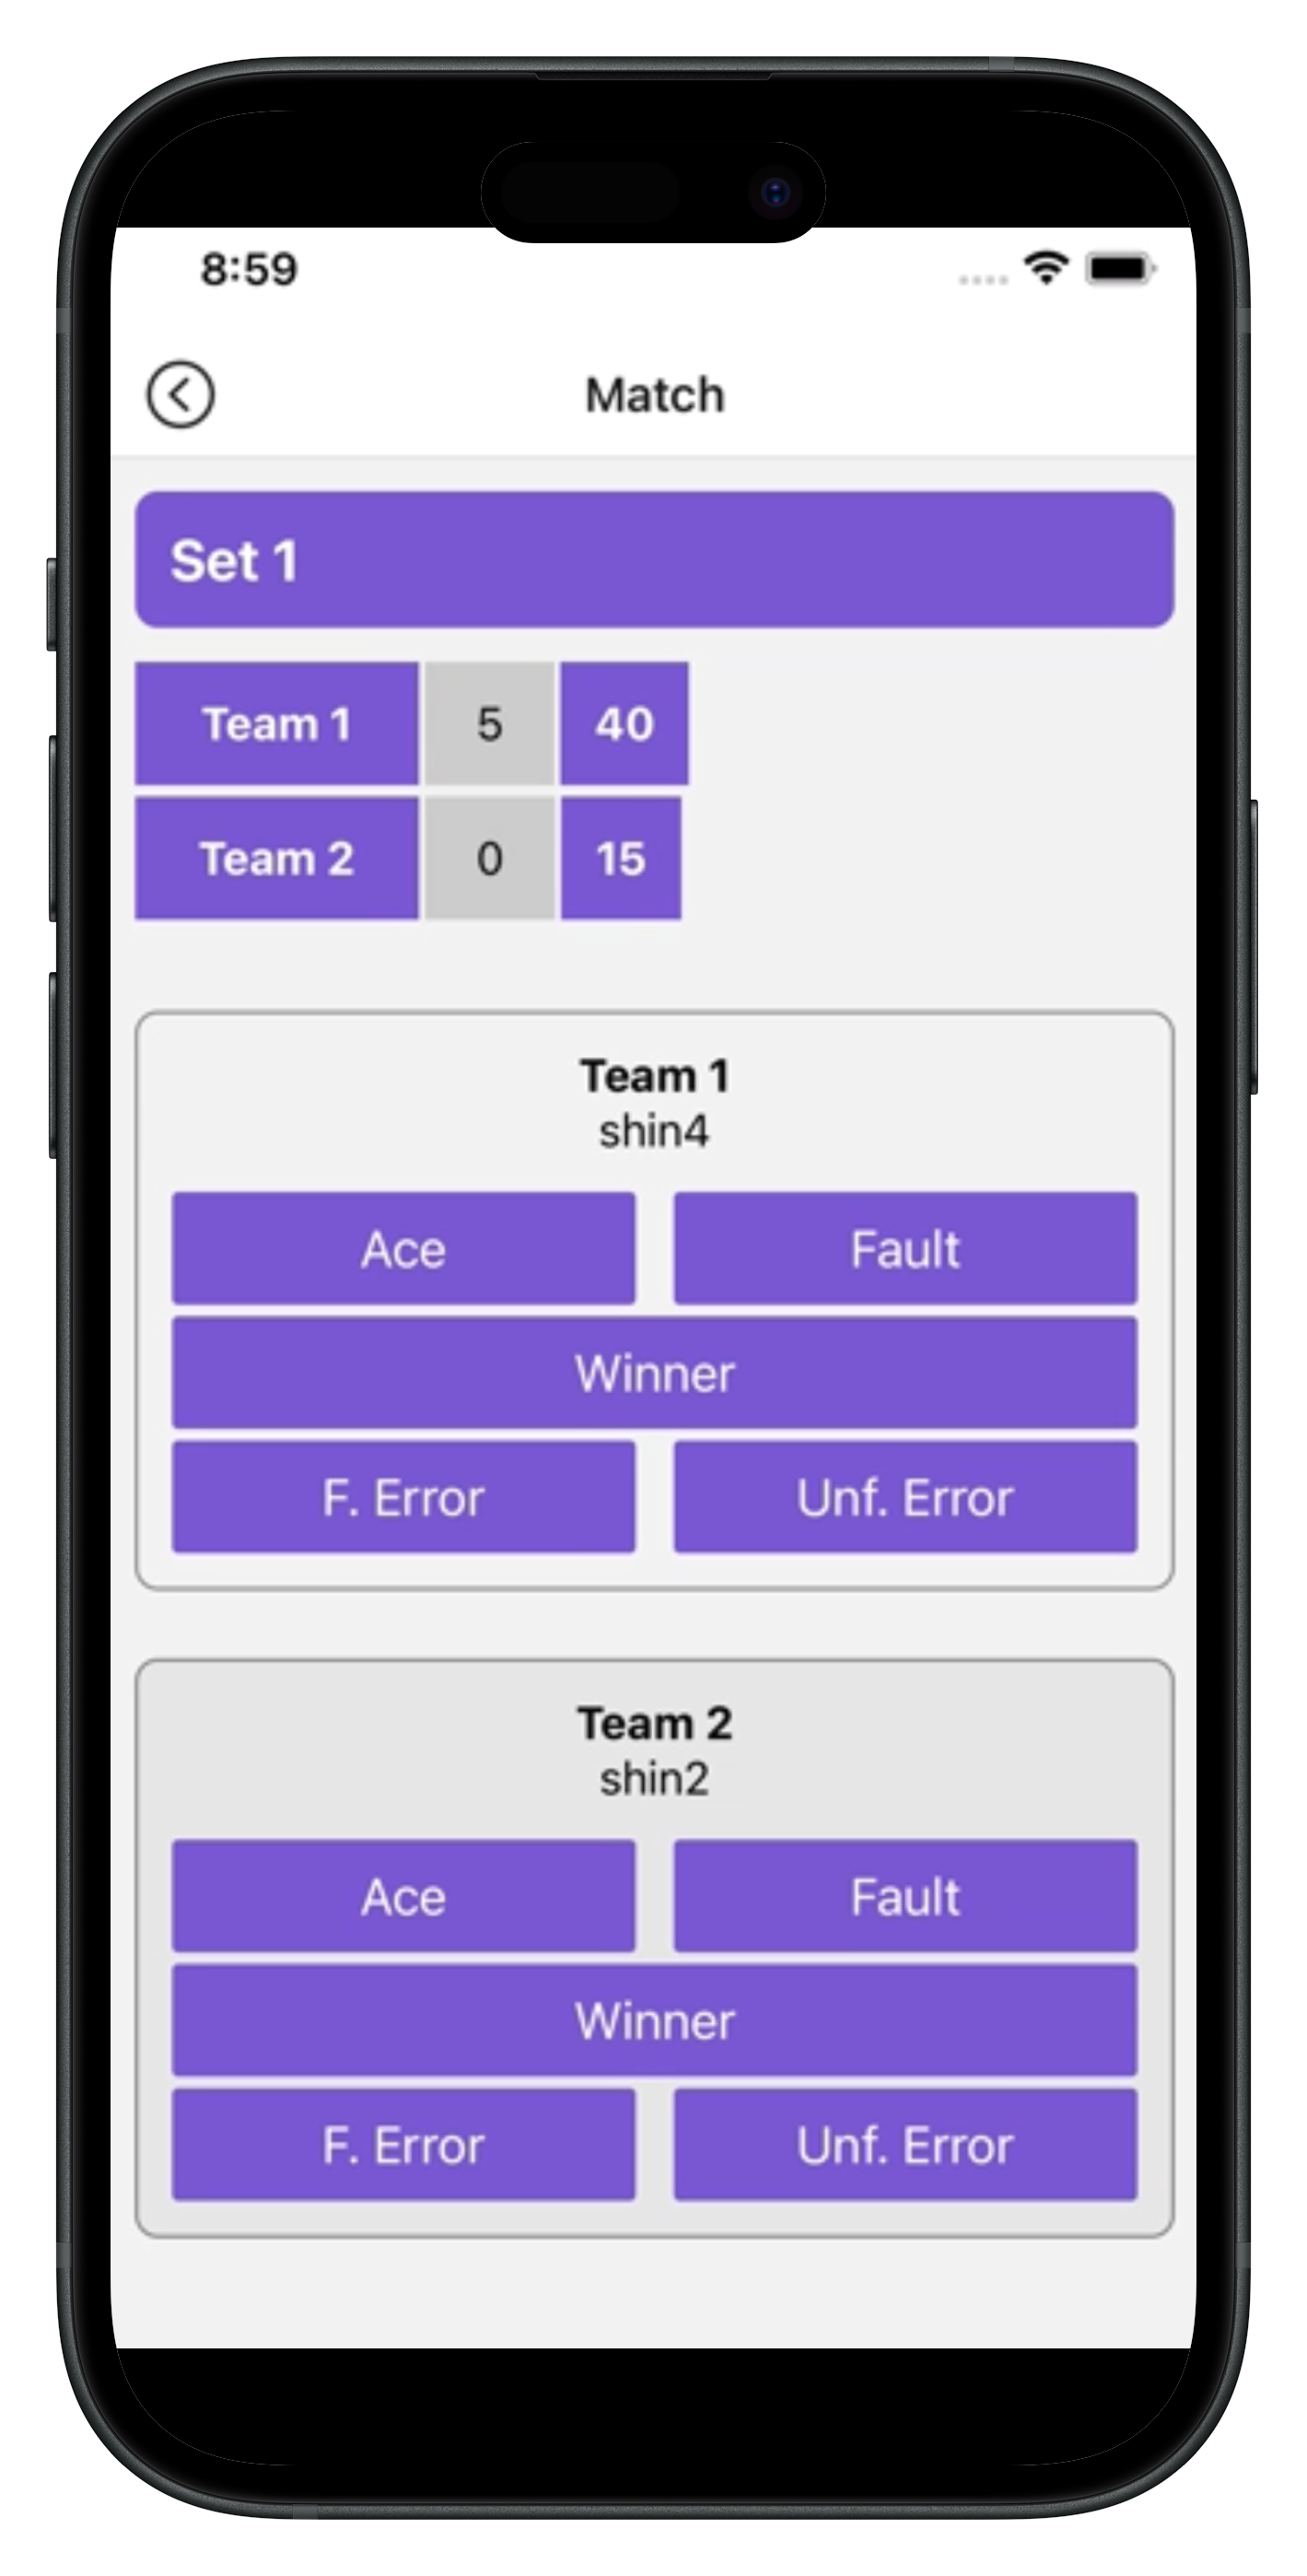 8:59
Match
Set 1
Team 1 5 40
Team 2 0 15
Team 1
shin4
Ace Fault
Winner
F. Error Unf. Error
Team 2
shin2
Ace Fault
Winner
F. Error Unf. Error